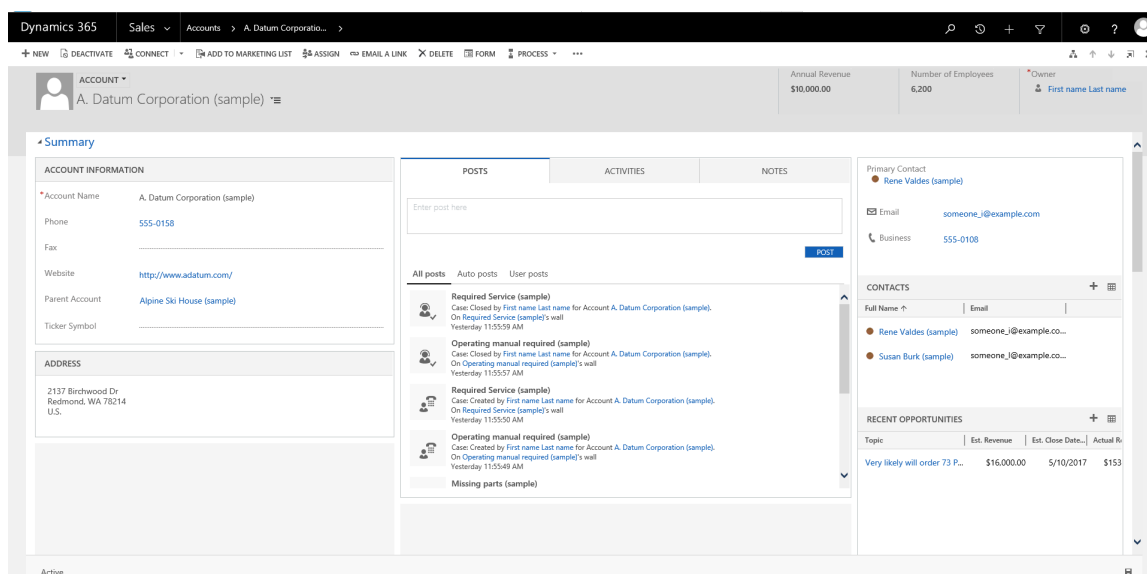 Dynamics 365 Sales Accounts > A. Datum Corporatio... >
+ NEW DEACTIVATE CONNECT ADD TO MARKETING LIST ASSIGN EMAIL A LINK DELETE FORM PROCESS ...
ACCOUNT
A. Datum Corporation (sample)
Annual Revenue
$10,000.00
Number of Employees
6,200
*Owner
First name Last name
Summary
ACCOUNT INFORMATION
*Account Name A. Datum Corporation (sample)
Phone 555-0158
Fax
Website http://www.adatum.com/
Parent Account Alpine Ski House (sample)
Ticker Symbol
ADDRESS
2137 Birchwood Dr
Redmond, WA 78214
U.S.
POSTS ACTIVITIES NOTES
Enter post here
POST
All posts Auto posts User posts
Required Service (sample)
Case: Closed by First name Last name for Account A. Datum Corporation (sample).
On Required Service (sample)'s wall
Yesterday 11:55:59 AM
Operating manual required (sample)
Case: Closed by First name Last name for Account A. Datum Corporation (sample).
On Operating manual required (sample)'s wall
Yesterday 11:55:57 AM
Required Service (sample)
Case: Created by First name Last name for Account A. Datum Corporation (sample).
On Required Service (sample)'s wall
Yesterday 11:55:50 AM
Operating manual required (sample)
Case: Created by First name Last name for Account A. Datum Corporation (sample).
On Operating manual required (sample)'s wall
Yesterday 11:55:49 AM
Missing parts (sample)
Primary Contact
Rene Valdes (sample)
Email someone_i@example.com
Business 555-0108
CONTACTS
Full Name ↑ Email
Rene Valdes (sample) someone_i@example.co...
Susan Burk (sample) someone_l@example.co...
RECENT OPPORTUNITIES
Topic Est. Revenue Est. Close Date... Actual R
Very likely will order 73 P... $16,000.00 5/10/2017 $153
Active